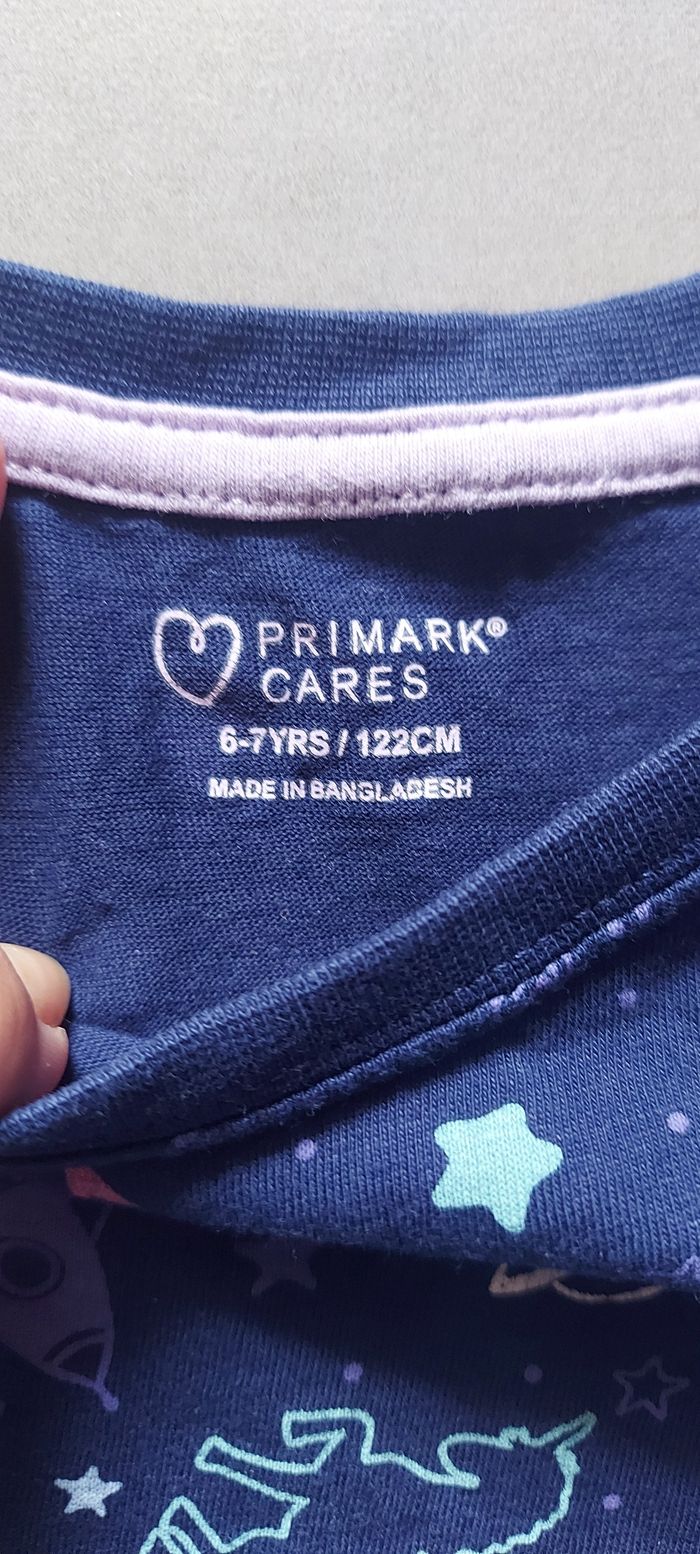 PRIMARK®
CARES
6-7YRS / 122CM
MADE IN BANGLADESH